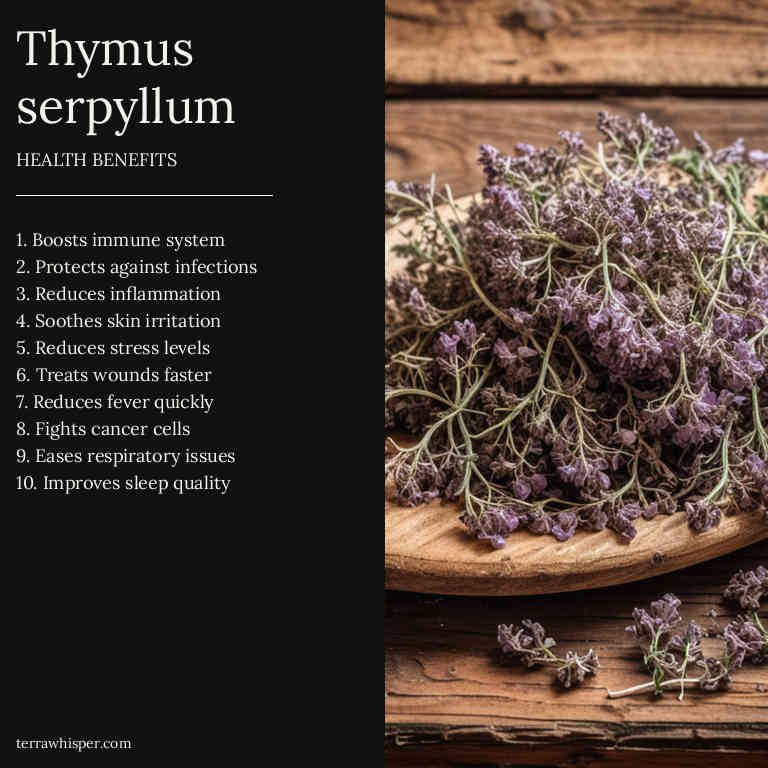 Thymus
serpyllum
HEALTH BENEFITS
1. Boosts immune system
2. Protects against infections
3. Reduces inflammation
4. Soothes skin irritation
5. Reduces stress levels
6. Treats wounds faster
7. Reduces fever quickly
8. Fights cancer cells
9. Eases respiratory issues
10. Improves sleep quality
terrawhisper.com